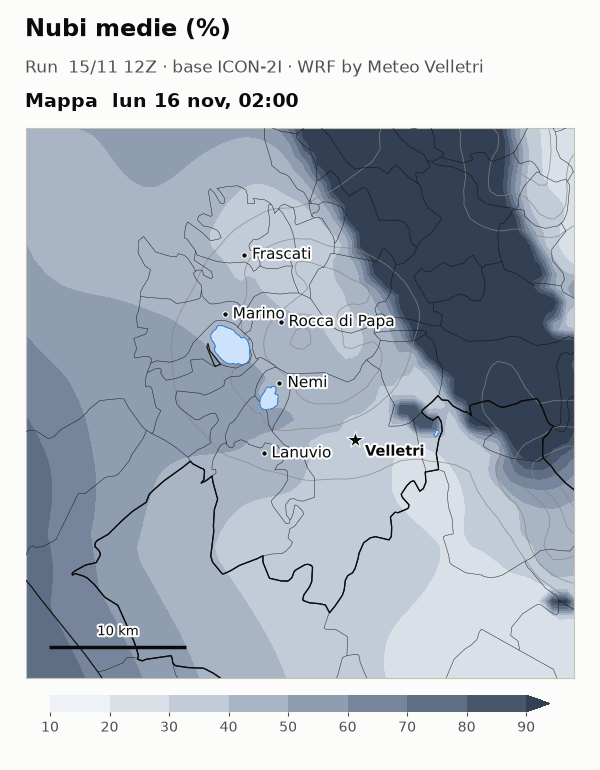 Nubi medie (%)
Run  15/11 12Z · base ICON-2I · WRF by Meteo Velletri
Mappa  lun 16 nov, 02:00
Frascati
Marino
Rocca di Papa
Nemi
Velletri
Lanuvio
10 km
10 20 30 40 50 60 70 80 90